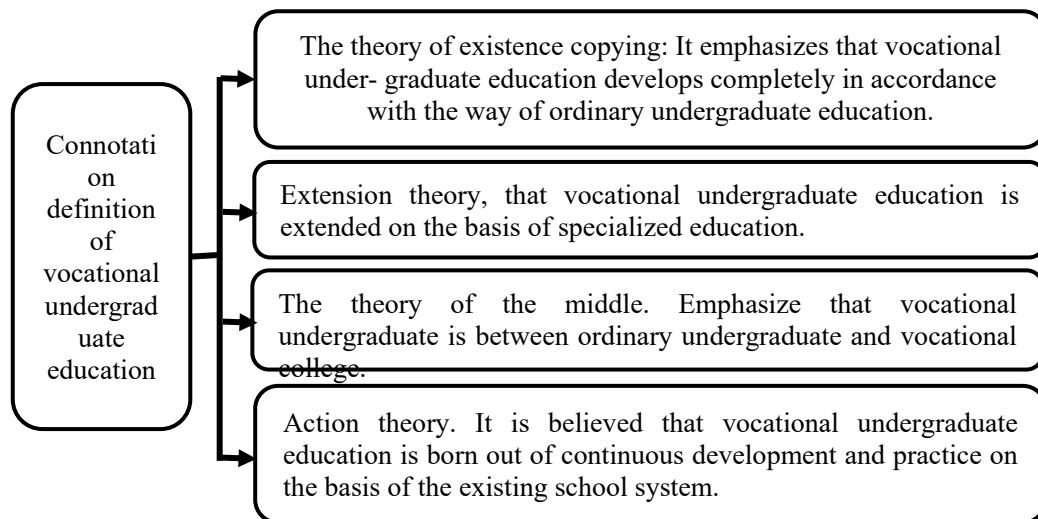 Connotati
on
definition
of
vocational
undergrad
uate
education
The theory of existence copying: It emphasizes that vocational
under- graduate education develops completely in accordance
with the way of ordinary undergraduate education.
Extension theory, that vocational undergraduate education is
extended on the basis of specialized education.
The theory of the middle. Emphasize that vocational
undergraduate is between ordinary undergraduate and vocational
college.
Action theory. It is believed that vocational undergraduate
education is born out of continuous development and practice on
the basis of the existing school system.